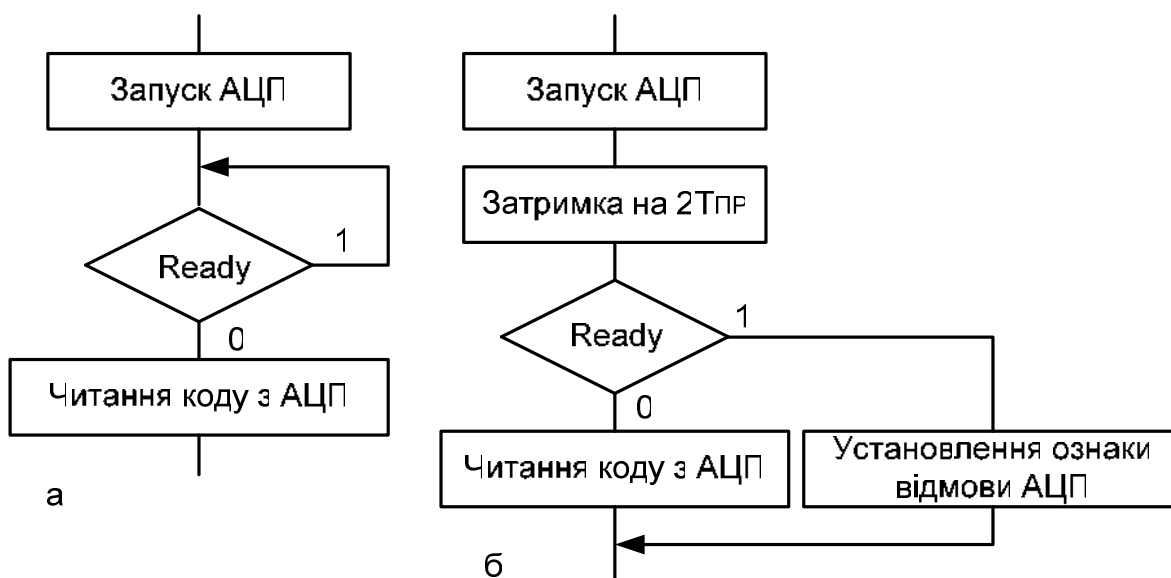 Запуск АЦП
Ready
1
0
Читання коду з АЦП
а
Запуск АЦП
Затримка на 2ТПР
Ready
1
0
Читання коду з АЦП
Установлення ознаки
відмови АЦП
б